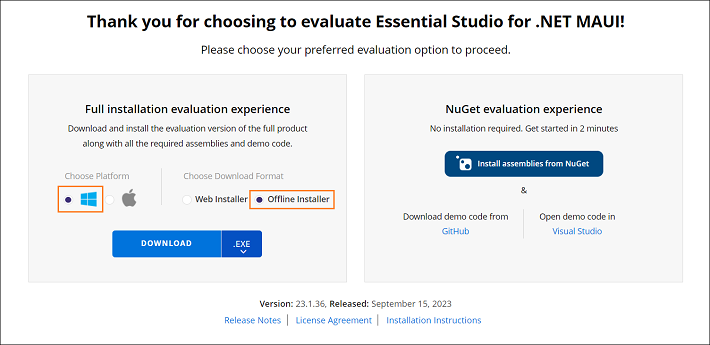 Thank you for choosing to evaluate Essential Studio for .NET MAUI!
Please choose your preferred evaluation option to proceed.
Full installation evaluation experience
Download and install the evaluation version of the full product
along with all the required assemblies and demo code.
Choose Platform
Choose Download Format
Web Installer
Offline Installer
DOWNLOAD
.EXE
NuGet evaluation experience
No installation required. Get started in 2 minutes
Install assemblies from NuGet
&
Download demo code from
GitHub
Open demo code in
Visual Studio
Version: 23.1.36, Released: September 15, 2023
Release Notes | License Agreement | Installation Instructions